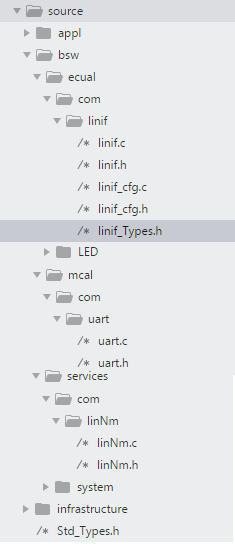 source
appl
bsw
ecual
com
linif
/* linif.c
/* linif.h
/* linif_cfg.c
/* linif_cfg.h
/* linif_Types.h
LED
mcal
com
uart
/* uart.c
/* uart.h
services
com
linNm
/* linNm.c
/* linNm.h
system
infrastructure
/* Std_Types.h